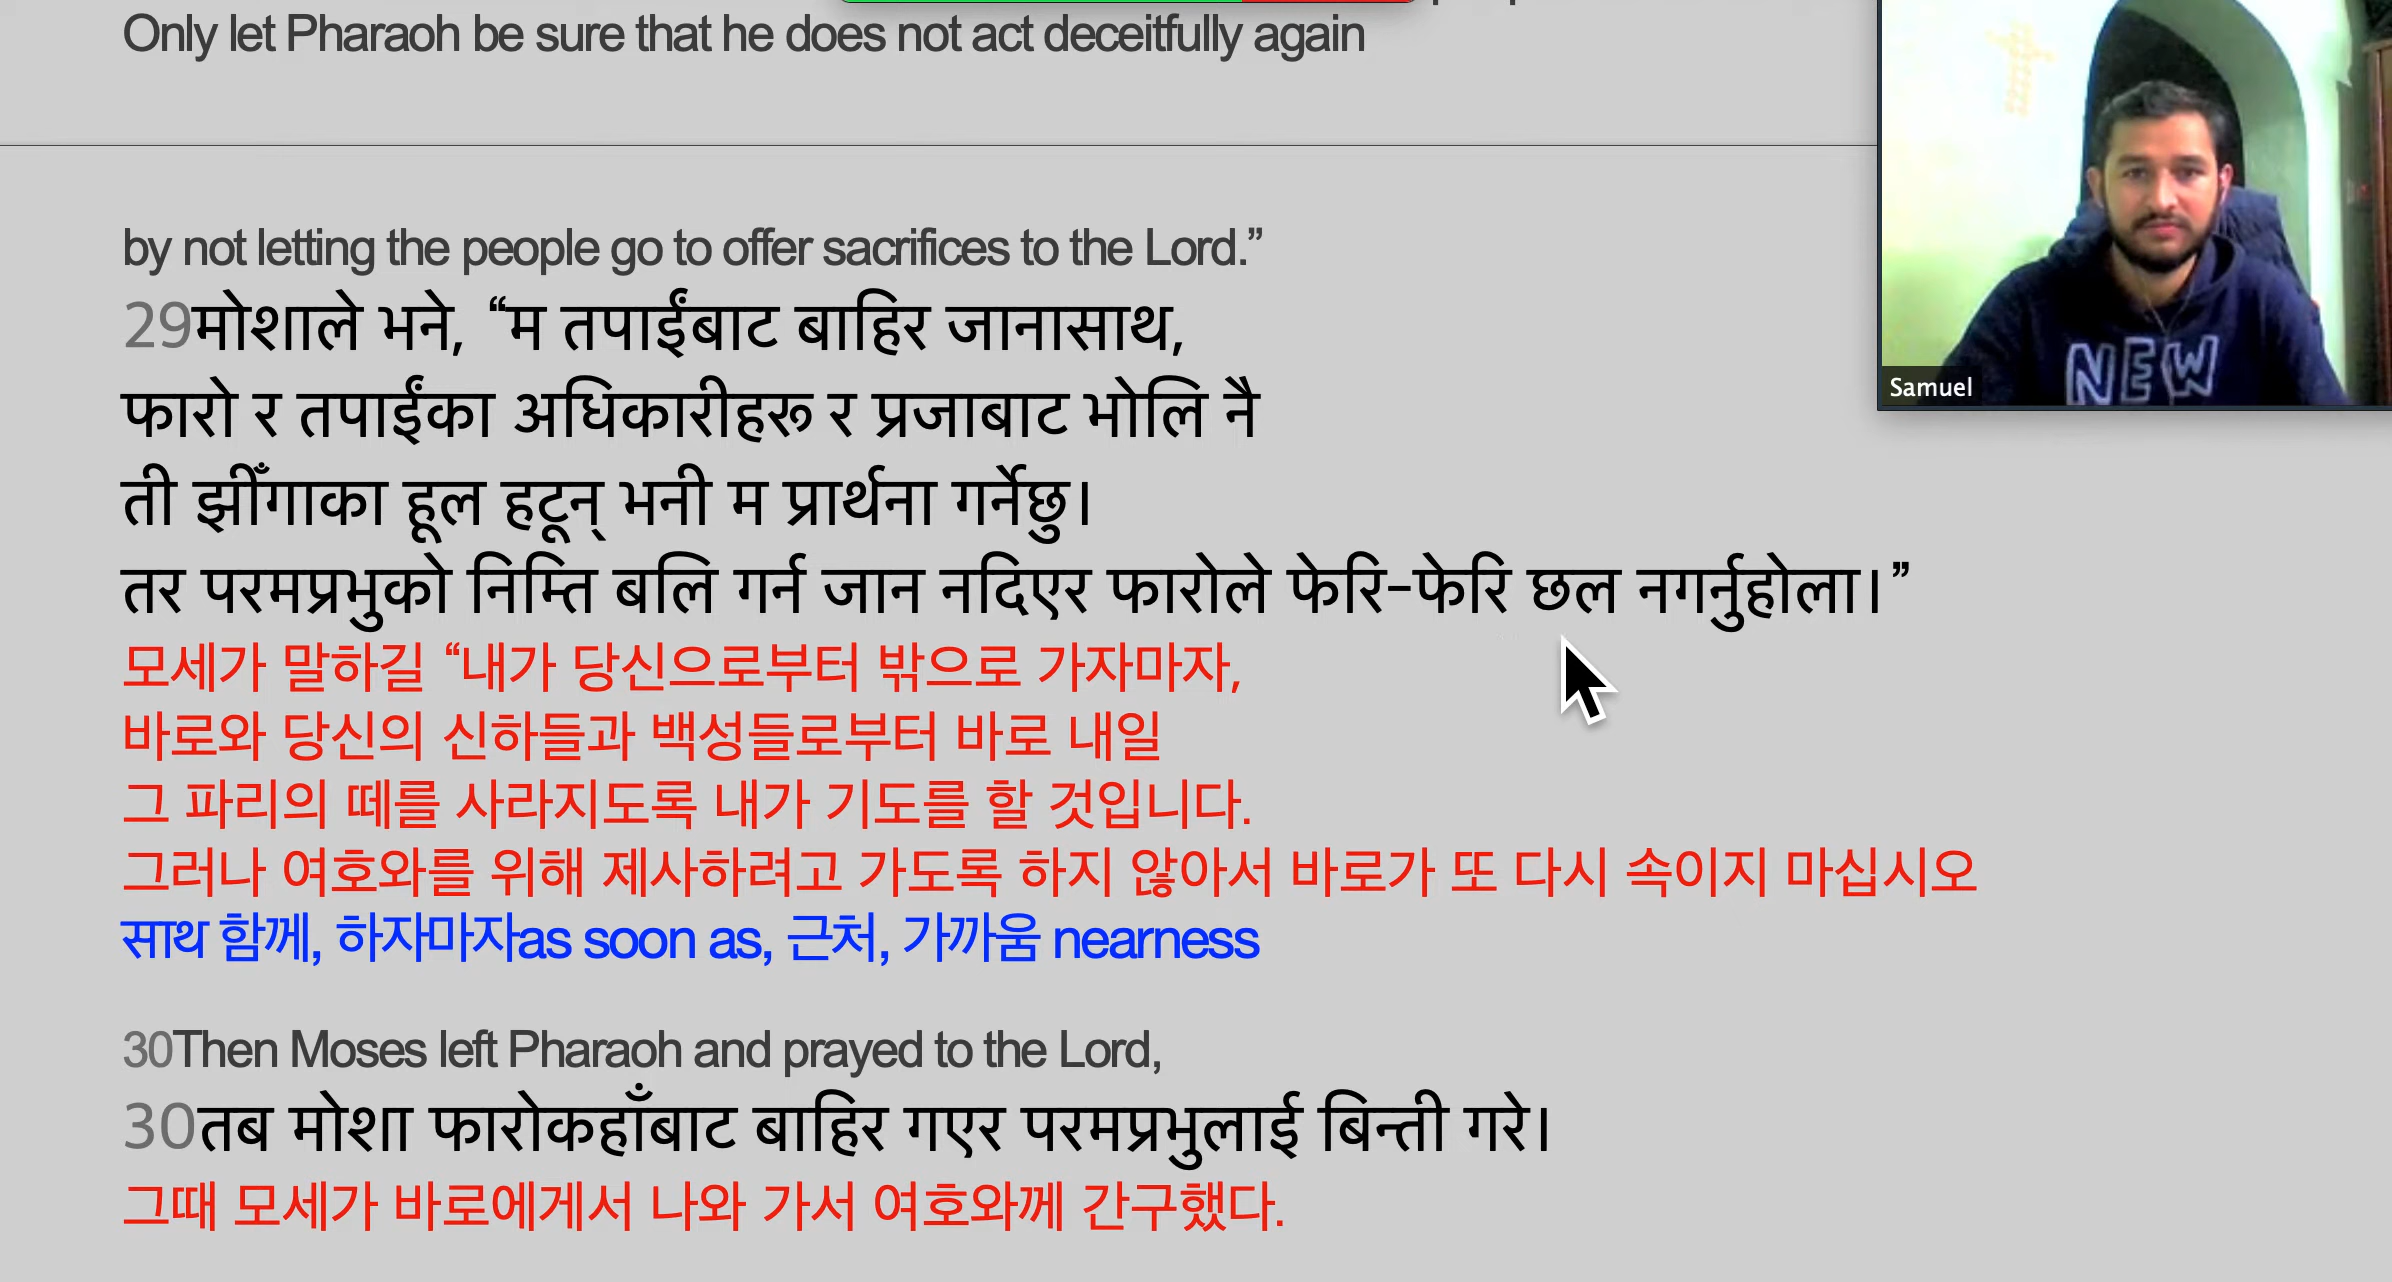 Only let Pharaoh be sure that he does not act deceitfully again
by not letting the people go to offer sacrifices to the Lord.”
29मोशाले भने, “म तपाईंबाट बाहिर जानासाथ,
फारो र तपाईंका अधिकारीहरू र प्रजाबाट भोलि नै
ती झीँगाका हूल हटून् भनी म प्रार्थना गर्नेछु।
तर परमप्रभुको निम्ति बलि गर्न जान नदिएर फारोले फेरि-फेरि छल नगर्नुहोला।”
모세가 말하길 “내가 당신으로부터 밖으로 가자마자,
바로와 당신의 신하들과 백성들로부터 바로 내일
그 파리의 떼를 사라지도록 내가 기도를 할 것입니다.
그러나 여호와를 위해 제사하려고 가도록 하지 않아서 바로가 또 다시 속이지 마십시오
साथ 함께, 하자마자as soon as, 근처, 가까움 nearness
30Then Moses left Pharaoh and prayed to the Lord,
30तब मोशा फारोकहाँबाट बाहिर गएर परमप्रभुलाई बिन्ती गरे।
그때 모세가 바로에게서 나와 가서 여호와께 간구했다.
NEW
Samuel